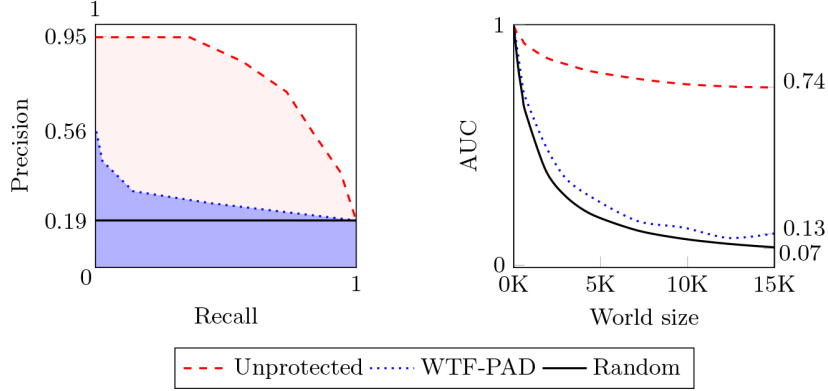 1
0.95
0.56
0.19
0
1
Precision
Recall
1
0
AUC
0K
5K
10K
15K
World size
0.74
0.13
0.07
Unprotected
WTF-PAD
Random